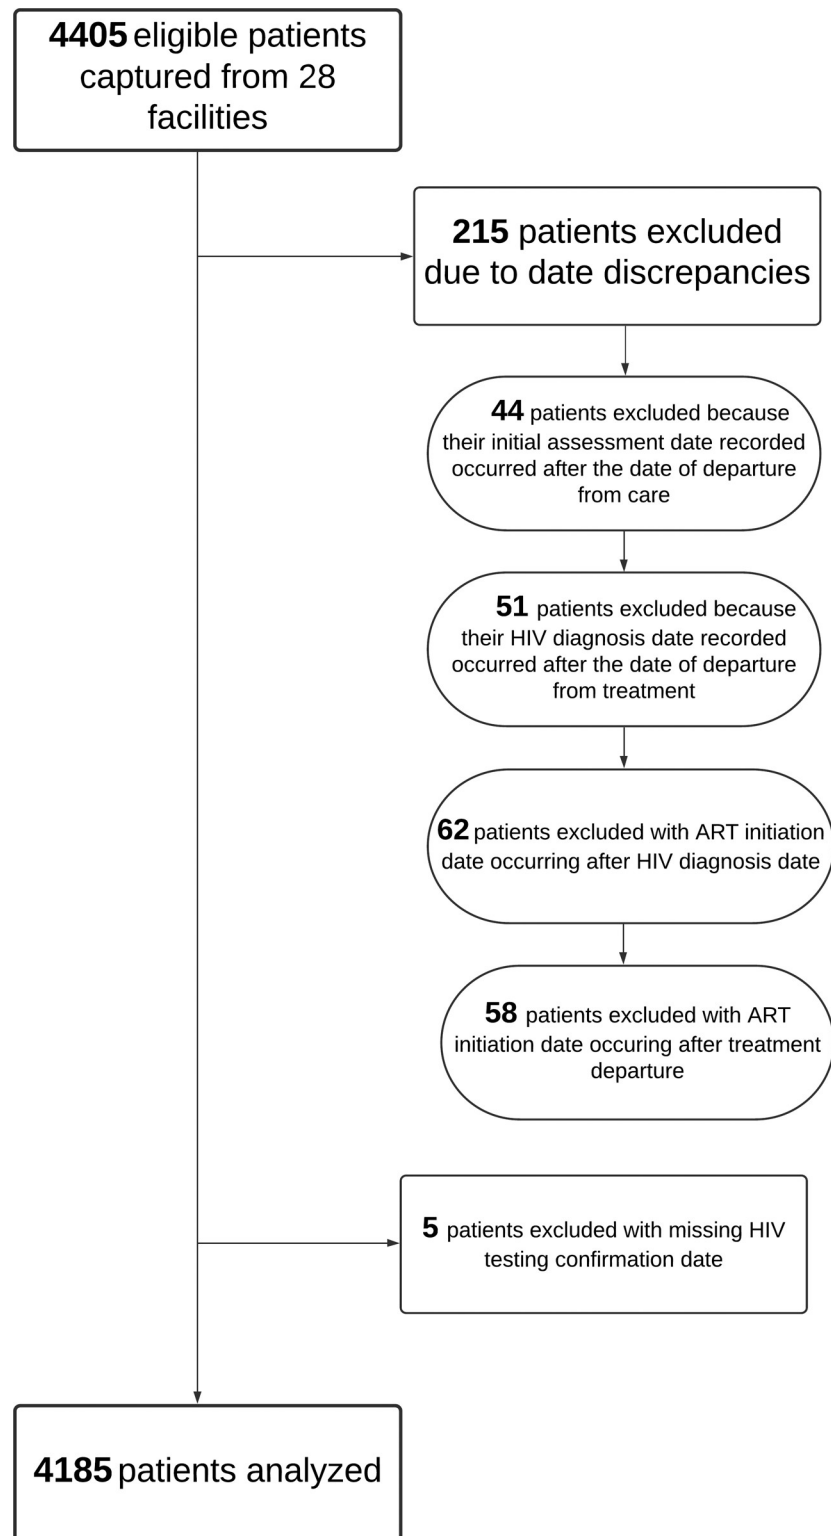 4405 eligible patients
captured from 28
facilities
215 patients excluded
due to date discrepancies
44 patients excluded because
their initial assessment date recorded
occurred after the date of departure
from care
51 patients excluded because
their HIV diagnosis date recorded
occurred after the date of departure
from treatment
62 patients excluded with ART initiation
date occurring after HIV diagnosis date
58 patients excluded with ART
initiation date occuring after treatment
departure
5 patients excluded with missing HIV
testing confirmation date
4185 patients analyzed